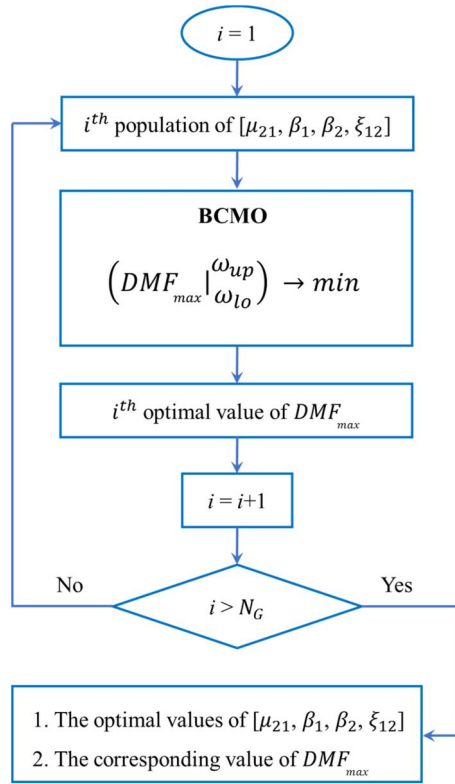 i = 1
i^th population of [μ₂₁, β₁, β₂, ξ₁₂]
BCMO
(DMF_max |^ω_up _ω_lo) → min
i^th optimal value of DMF_max
i = i+1
No
Yes
i > N_G
1. The optimal values of [μ₂₁, β₁, β₂, ξ₁₂]
2. The corresponding value of DMF_max